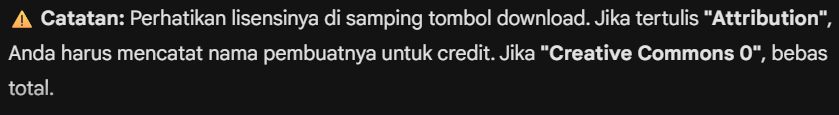 ⚠️ Catatan: Perhatikan lisensinya di samping tombol download. Jika tertulis "Attribution",
Anda harus mencatat nama pembuatnya untuk credit. Jika "Creative Commons 0", bebas
total.